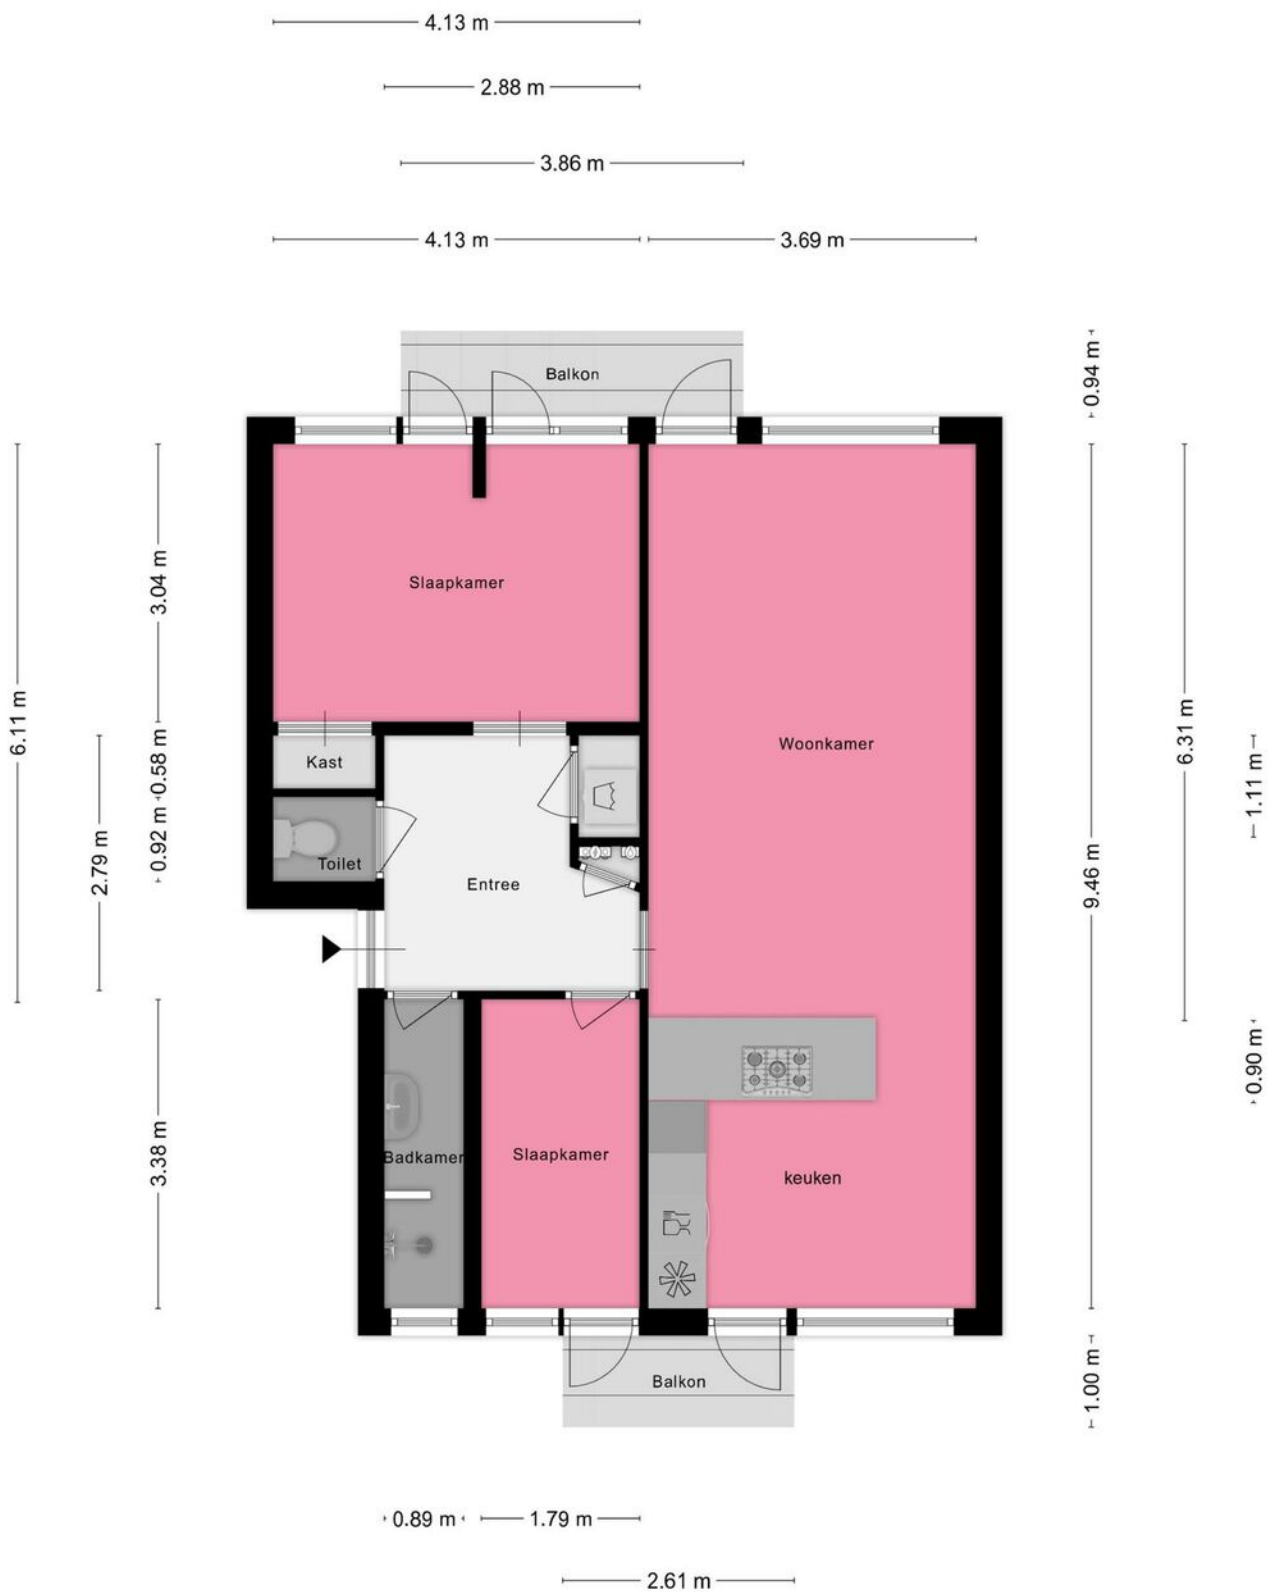 4.13 m
2.88 m
3.86 m
4.13 m
3.69 m
0.94 m
Balkon
Slaapkamer
3.04 m
6.11 m
Woonkamer
6.31 m
Kast
0.58 m
1.11 m
Toilet
0.92 m
2.79 m
Entree
9.46 m
0.90 m
3.38 m
Badkamer
Slaapkamer
keuken
Balkon
1.00 m
0.89 m
1.79 m
2.61 m